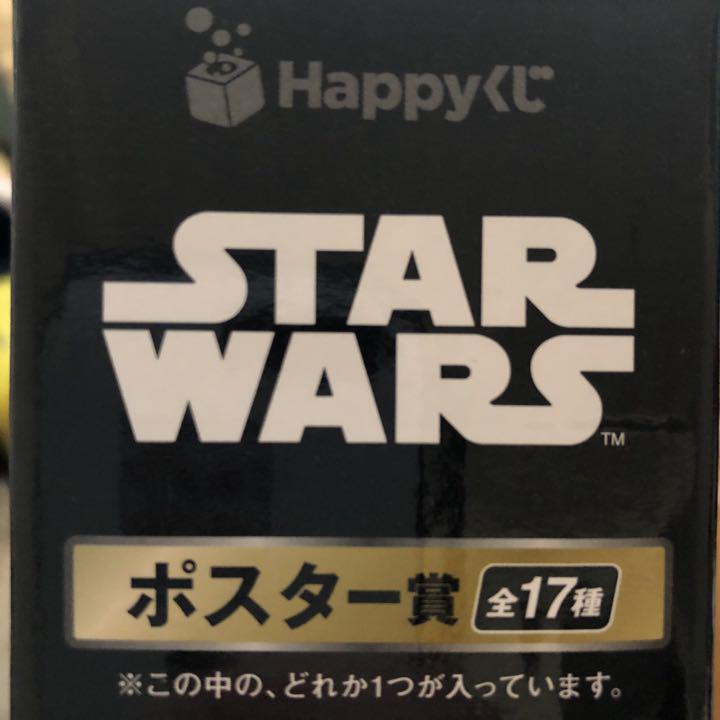 Happyくじ
STAR
WARS
TM
ポスター賞 全17種
※この中の、どれか1つが入っています。